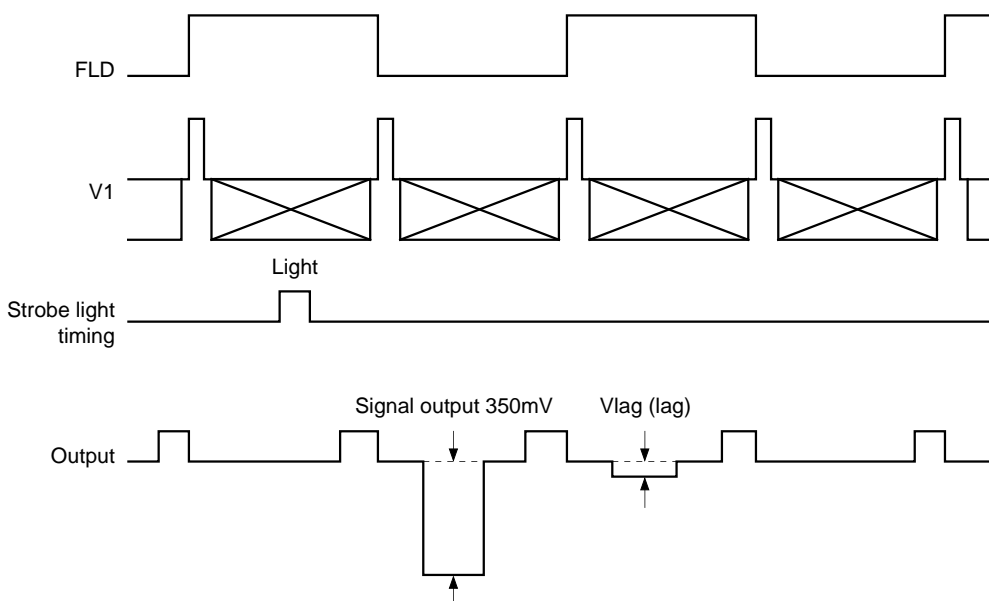 FLD
V1
Light
Strobe light
timing
Signal output 350mV
Vlag (lag)
Output